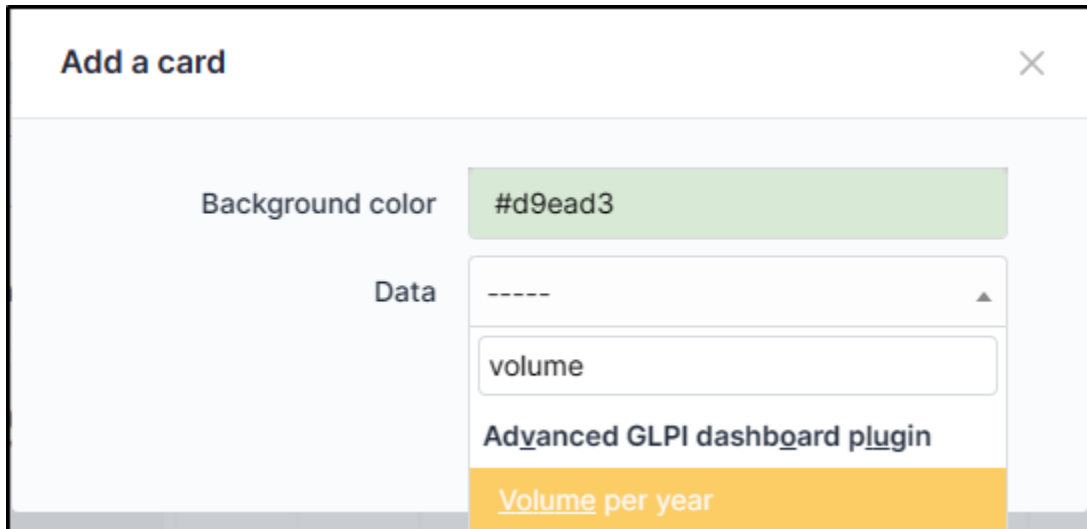 Add a card
Background color #d9ead3
Data -----
volume
Advanced GLPI dashboard plugin
Volume per year